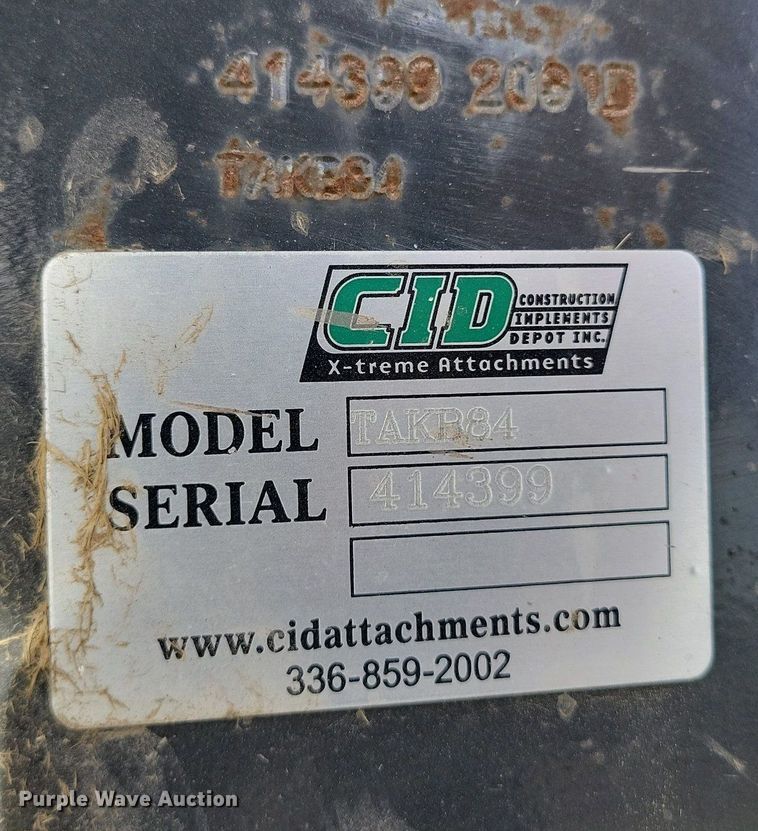 414399
TAKB84
CID
CONSTRUCTION
IMPLEMENTS
DEPOT INC.
X-treme Attachments
MODEL TAKB84
SERIAL 414399
www.cidattachments.com
336-859-2002
Purple Wave Auction